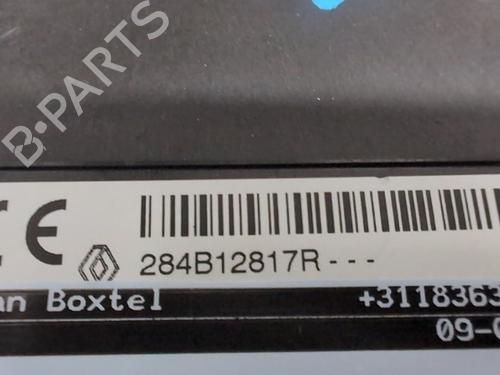 B-PARTS
CE
284B12817R---
an Boxtel +3118363
09-0